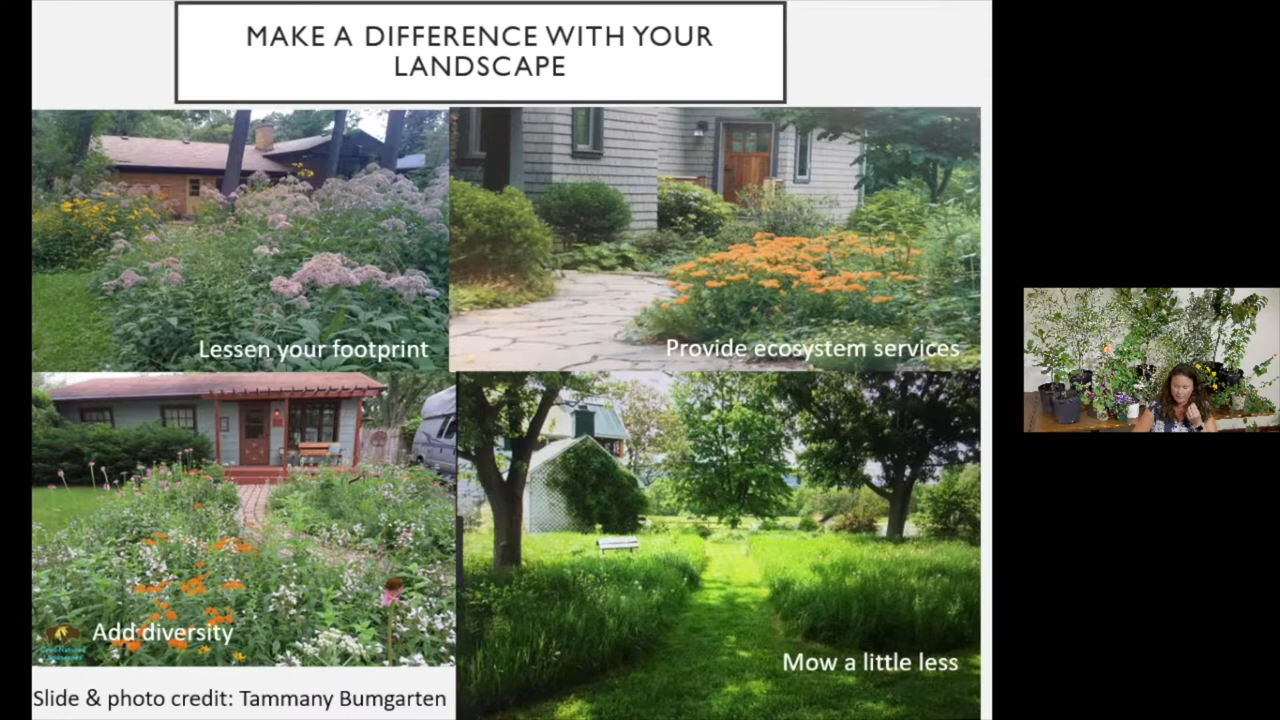 MAKE A DIFFERENCE WITH YOUR
LANDSCAPE
Lessen your footprint
Provide ecosystem services
Add diversity
Mow a little less
Slide & photo credit: Tammany Bumgarten